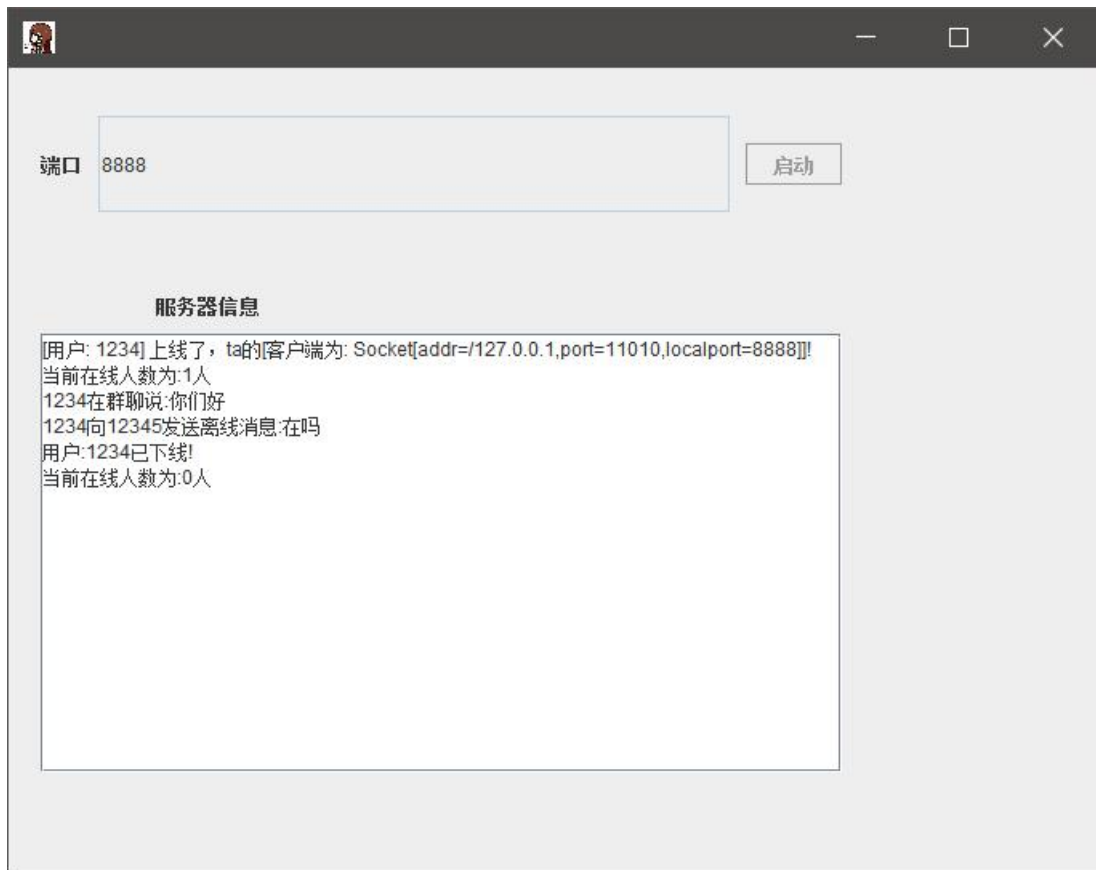 端口 8888 启动
服务器信息
[用户: 1234] 上线了，ta的[客户端为: Socket[addr=/127.0.0.1,port=11010,localport=8888]]!
当前在线人数为:1人
1234在群聊说:你们好
1234向12345发送离线消息:在吗
用户:1234已下线!
当前在线人数为:0人